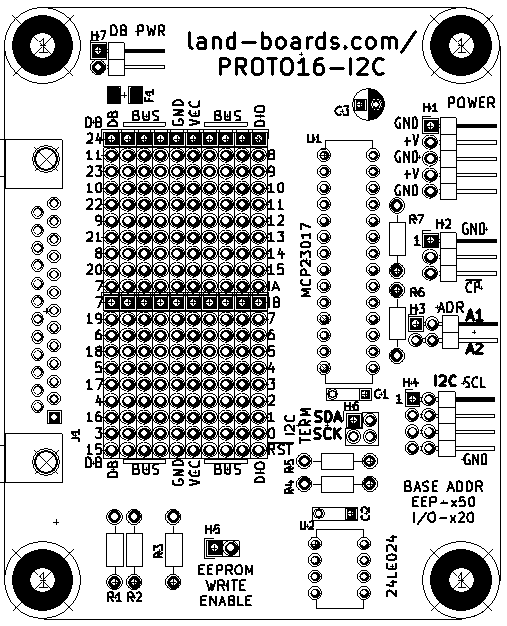 H7 DB PWR
land-boards.com/
PROTO16-I2C
F1
C3
H1 POWER
GND
+V
GND
+V
GND
DB BUS GND VCC BUS DIO
DB
24
11 8
23 9
10 10
22 11
9 12
21 13
8 14
20 15
7 IA
7 IB
19 7
6 6
18 5
5 4
17 3
4 2
16 1
3 0
15 RST
DB
DB BUS GND VCC BUS DIO
U1
MCP23017
R7
H2 GND
1
CP
R6
H3 ADR
A1
A2
C1
H4 I2C SCL
1
GND
H6
I2C TERM
SDA
SCK
J1
R5
R4
BASE ADDR
EEP-x50
I/O-x20
U2 C2
24LE024
R1 R2 R3
H5
EEPROM
WRITE
ENABLE